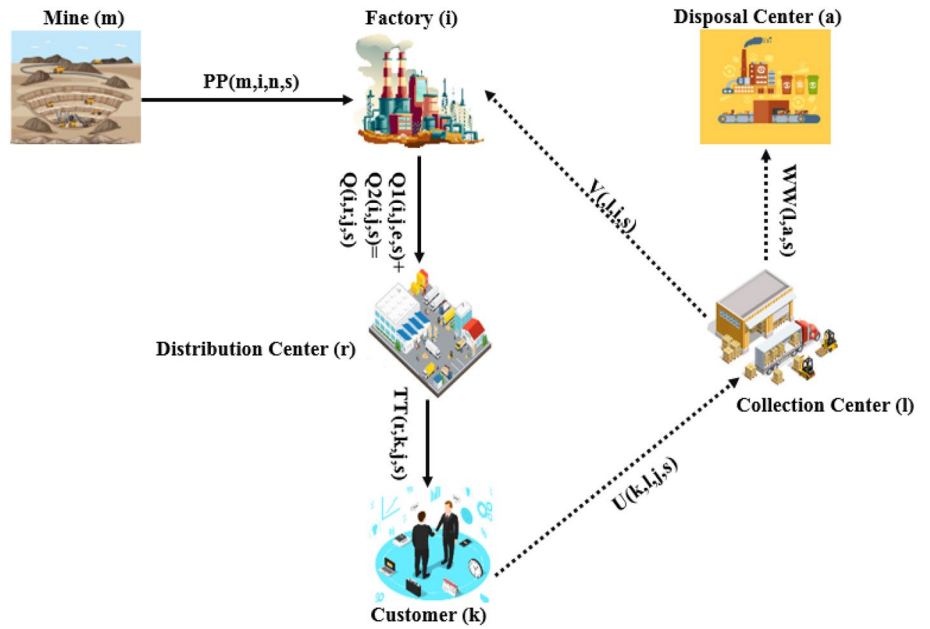 Mine (m)
Factory (i)
Disposal Center (a)
PP(m,i,n,s)
Q1(i,j,e,s)+
Q2(i,j,s)=
Q(i,r,j,s)
V(,l,i,s)
WW(l,a,s)
Distribution Center (r)
Collection Center (l)
TT(r,k,j,s)
U(k,l,j,s)
Customer (k)